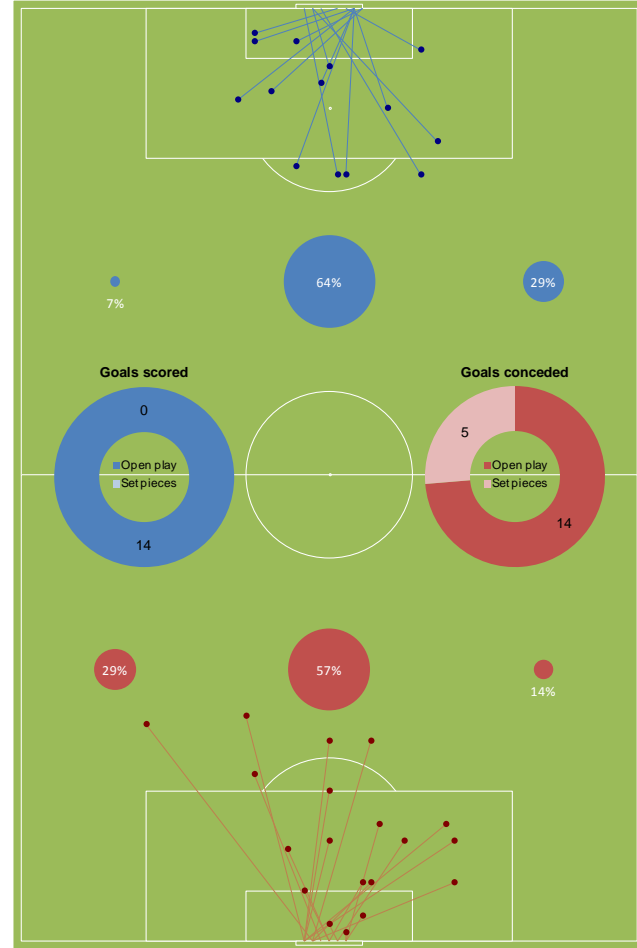 64%
29%
7%
Goals scored
Goals conceded
0
5
Open play
Set pieces
Open play
Set pieces
14
14
29%
57%
14%